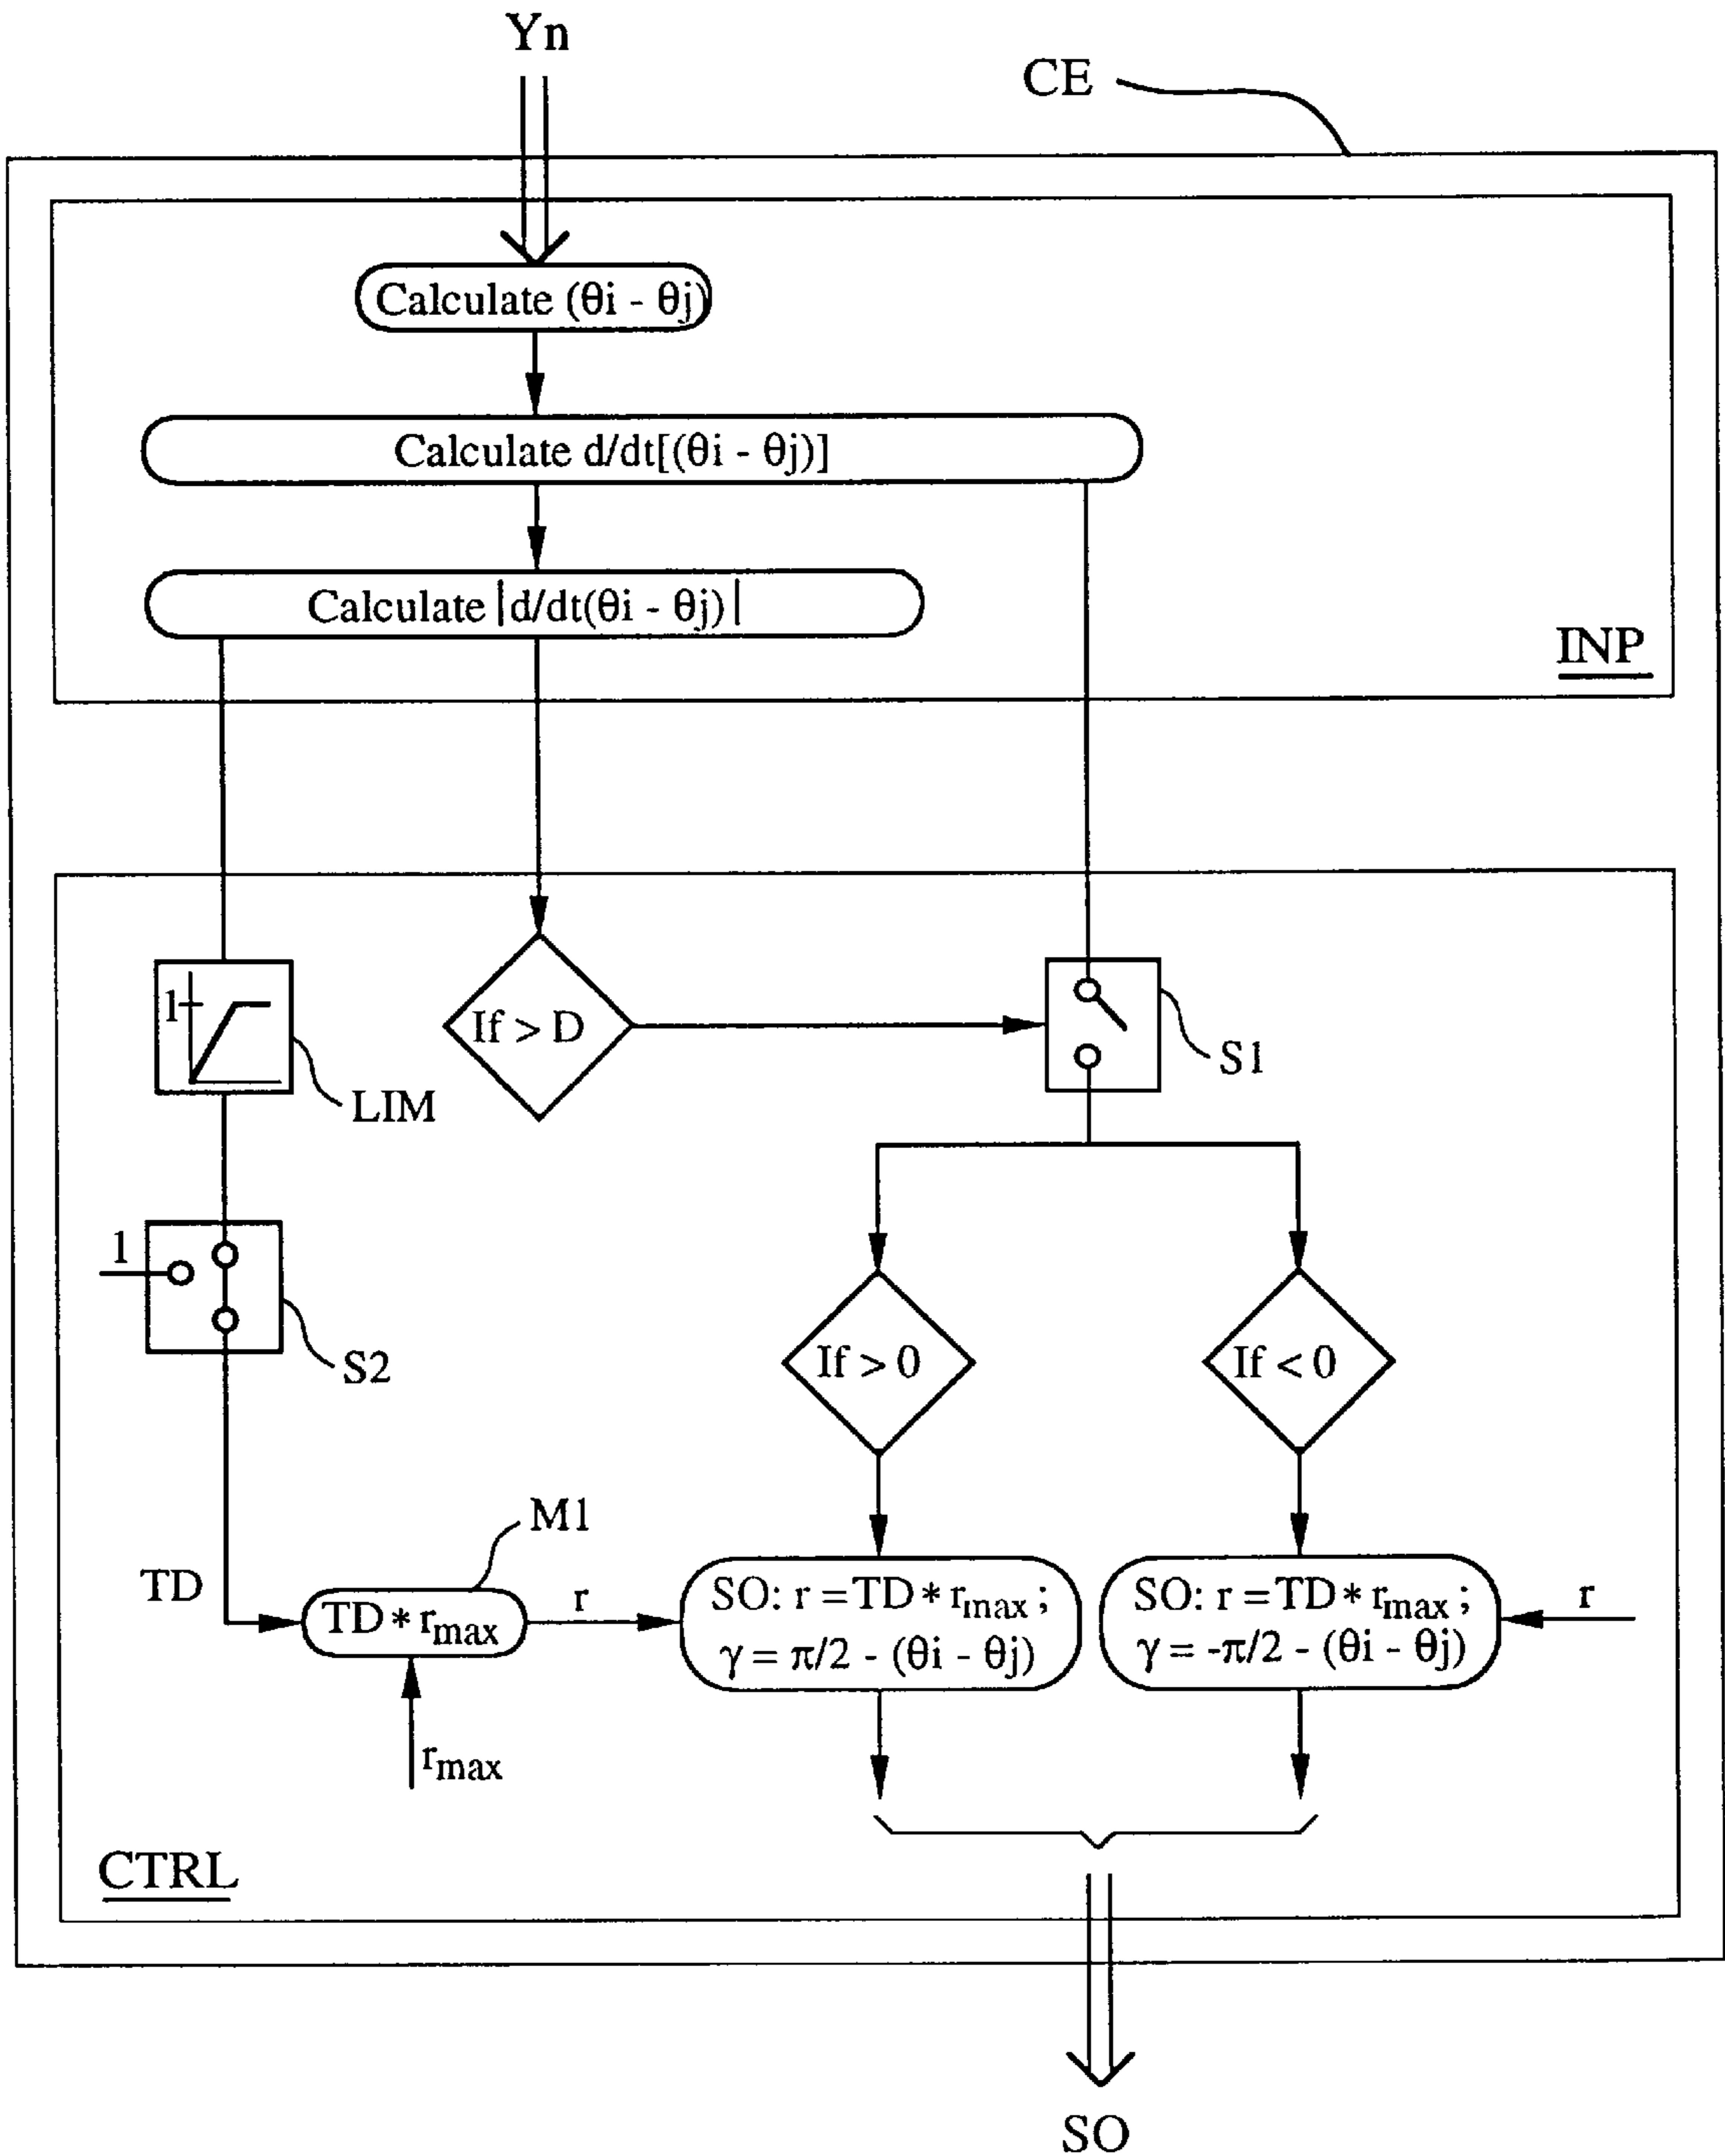 Yn
CE
Calculate (θi - θj)
Calculate d/dt[(θi - θj)]
Calculate |d/dt(θi - θj)|
INP
1
LIM
If > D
S1
1
S2
If > 0
If < 0
M1
TD
TD * rmax
r
SO: r = TD * rmax ;
γ = π/2 - (θi - θj)
SO: r = TD * rmax ;
γ = -π/2 - (θi - θj)
r
rmax
CTRL
SO